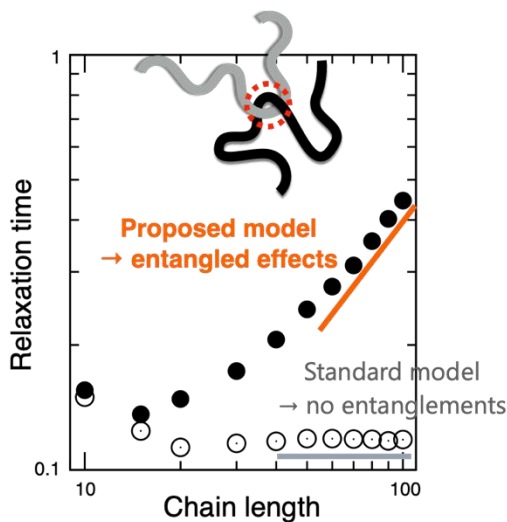 1
Relaxation time
Proposed model
→ entangled effects
Standard model
→ no entanglements
0.1
10
100
Chain length